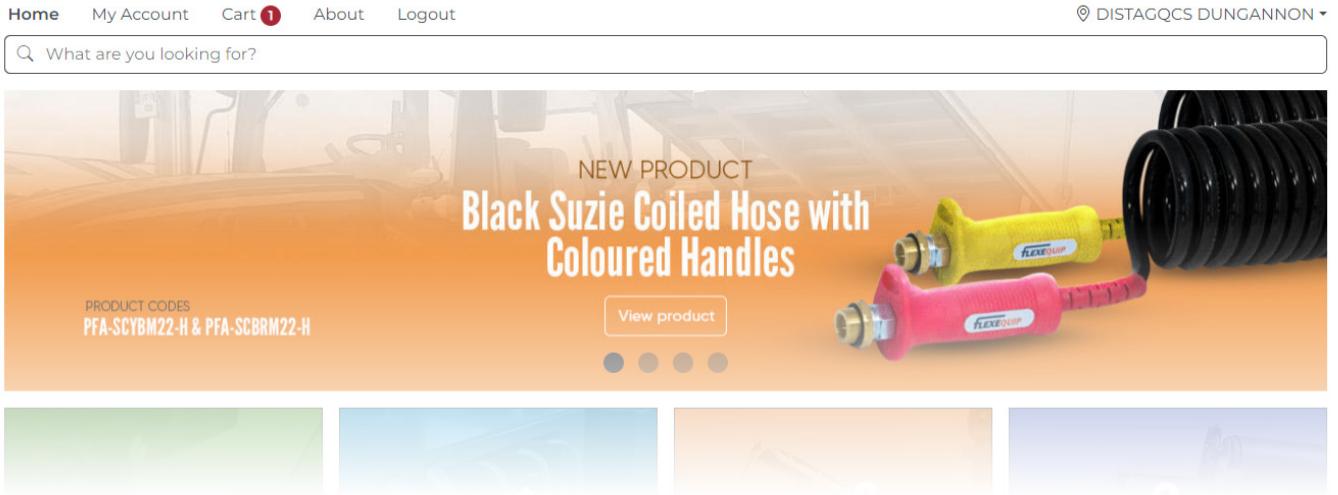 Home My Account Cart 1 About Logout DISTAGQCS DUNGANNON
What are you looking for?
NEW PRODUCT
Black Suzie Coiled Hose with
Coloured Handles
View product
PRODUCT CODES
PFA-SCYBM22-H & PFA-SCBRM22-H
FLEXEQUIP
FLEXEQUIP